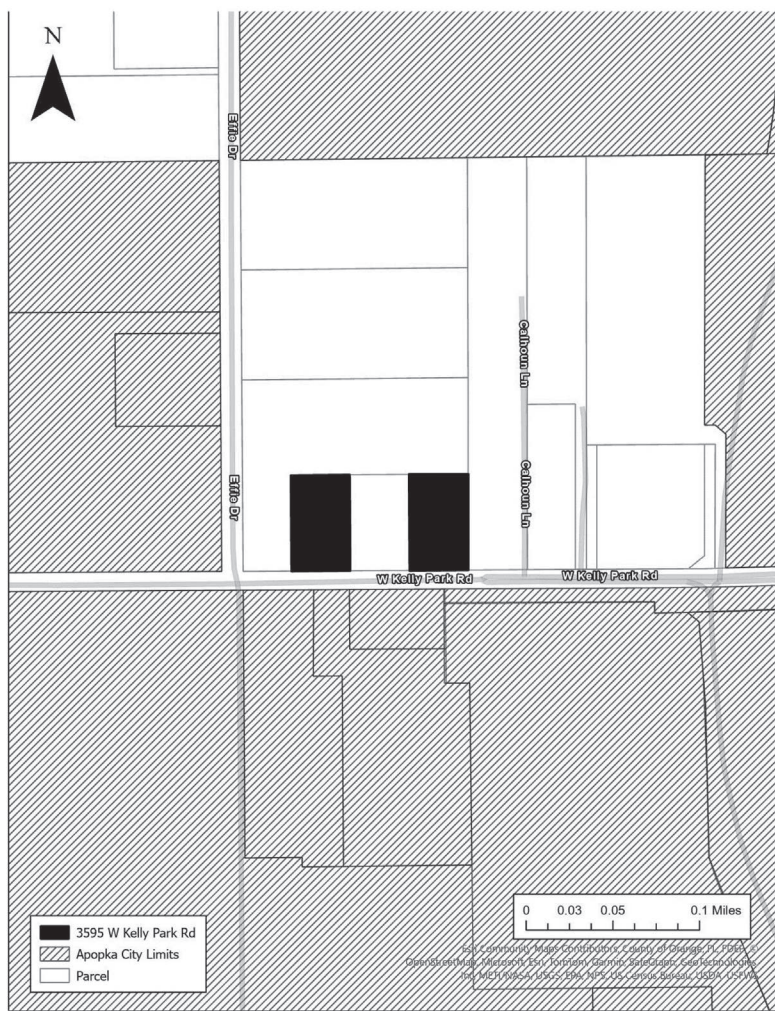 N
Effie Dr
Calhoun Ln
Calhoun Ln
Effie Dr
W Kelly Park Rd
W Kelly Park Rd
3595 W Kelly Park Rd
Apopka City Limits
Parcel
0 0.03 0.05 0.1 Miles
Esri Community Maps Contributors, County of Orange, FL, FDEP, ©
OpenStreetMap, Microsoft, Esri, TomTom, Garmin, SafeGraph, GeoTechnologies,
Inc, METI/NASA, USGS, EPA, NPS, US Census Bureau, USDA, USFWS